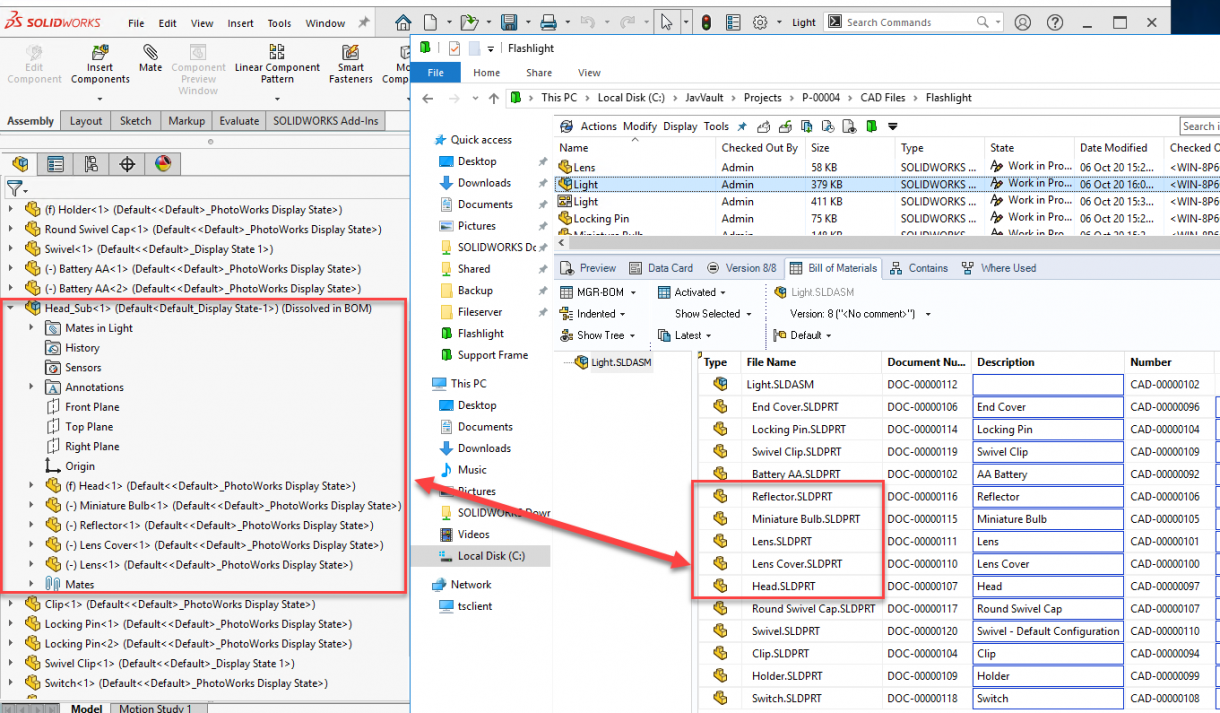 SOLIDWORKS File Edit View Insert Tools Window Light Search Commands
Edit Component
Insert Components
Mate
Component Preview Window
Linear Component Pattern
Smart Fasteners
Mo
Comp
Assembly Layout Sketch Markup Evaluate SOLIDWORKS Add-Ins
(f) Holder<1> (Default<<Default>_PhotoWorks Display State>)
Round Swivel Cap<1> (Default<<Default>_PhotoWorks Display State>)
Swivel<1> (Default<<Default>_Display State 1>)
(-) Battery AA<1> (Default<<Default>_PhotoWorks Display State>)
(-) Battery AA<2> (Default<<Default>_PhotoWorks Display State>)
Head_Sub<1> (Default<Default_Display State-1>) (Dissolved in BOM)
Mates in Light
History
Sensors
Annotations
Front Plane
Top Plane
Right Plane
Origin
(f) Head<1> (Default<<Default>_PhotoWorks Display State>)
(-) Miniature Bulb<1> (Default<<Default>_PhotoWorks Display State>)
(-) Reflector<1> (Default<<Default>_PhotoWorks Display State>)
(-) Lens Cover<1> (Default<<Default>_PhotoWorks Display State>)
(-) Lens<1> (Default<<Default>_PhotoWorks Display State>)
Mates
Clip<1> (Default<<Default>_PhotoWorks Display State>)
Locking Pin<1> (Default<<Default>_PhotoWorks Display State>)
Locking Pin<2> (Default<<Default>_PhotoWorks Display State>)
Swivel Clip<1> (Default<<Default>_Display State 1>)
Switch<1> (Default<<Default>_PhotoWorks Display State>)
Model Motion Study 1
Flashlight
File Home Share View
This PC Local Disk (C:) JavVault Projects P-00004 CAD Files Flashlight
Quick access
Desktop
Downloads
Documents
Pictures
SOLIDWORKS Dc
Shared
Backup
Fileserver
Flashlight
Support Frame
This PC
Desktop
Documents
Downloads
Music
Pictures
SOLIDWORKS Dowr
Videos
Local Disk (C:)
Network
tsclient
Actions Modify Display Tools Search i
Name Checked Out By Size Type State Date Modified Checked O
Lens Admin 58 KB SOLIDWORKS ... Work in Pro... 06 Oct 20 15:2... <WIN-8P6
Light Admin 379 KB SOLIDWORKS ... Work in Pro... 06 Oct 20 16:0... <WIN-8P6
Light Admin 411 KB SOLIDWORKS ... Work in Pro... 06 Oct 20 15:3... <WIN-8P6
Locking Pin Admin 75 KB SOLIDWORKS ... Work in Pro... 06 Oct 20 15:2... <WIN-8P6
Miniature Bulb Admin 148 KB SOLIDWORKS ... Work in Pro... 06 Oct 20 15:2... <WIN-8P6
Preview Data Card Version 8/8 Bill of Materials Contains Where Used
MGR-BOM Activated Light.SLDASM
Indented Show Selected Version: 8 ("<No comment>")
Show Tree Latest Default
Light.SLDASM
Type File Name Document Nu... Description Number
Light.SLDASM DOC-00000112 CAD-00000102
End Cover.SLDPRT DOC-00000106 End Cover CAD-00000096
Locking Pin.SLDPRT DOC-00000114 Locking Pin CAD-00000104
Swivel Clip.SLDPRT DOC-00000119 Swivel Clip CAD-00000109
Battery AA.SLDPRT DOC-00000102 AA Battery CAD-00000092
Reflector.SLDPRT DOC-00000116 Reflector CAD-00000106
Miniature Bulb.SLDPRT DOC-00000115 Miniature Bulb CAD-00000105
Lens.SLDPRT DOC-00000111 Lens CAD-00000101
Lens Cover.SLDPRT DOC-00000110 Lens Cover CAD-00000100
Head.SLDPRT DOC-00000107 Head CAD-00000097
Round Swivel Cap.SLDPRT DOC-00000117 Round Swivel Cap CAD-00000107
Swivel.SLDPRT DOC-00000120 Swivel - Default Configuration CAD-00000110
Clip.SLDPRT DOC-00000104 Clip CAD-00000094
Holder.SLDPRT DOC-00000109 Holder CAD-00000099
Switch.SLDPRT DOC-00000118 Switch CAD-00000108